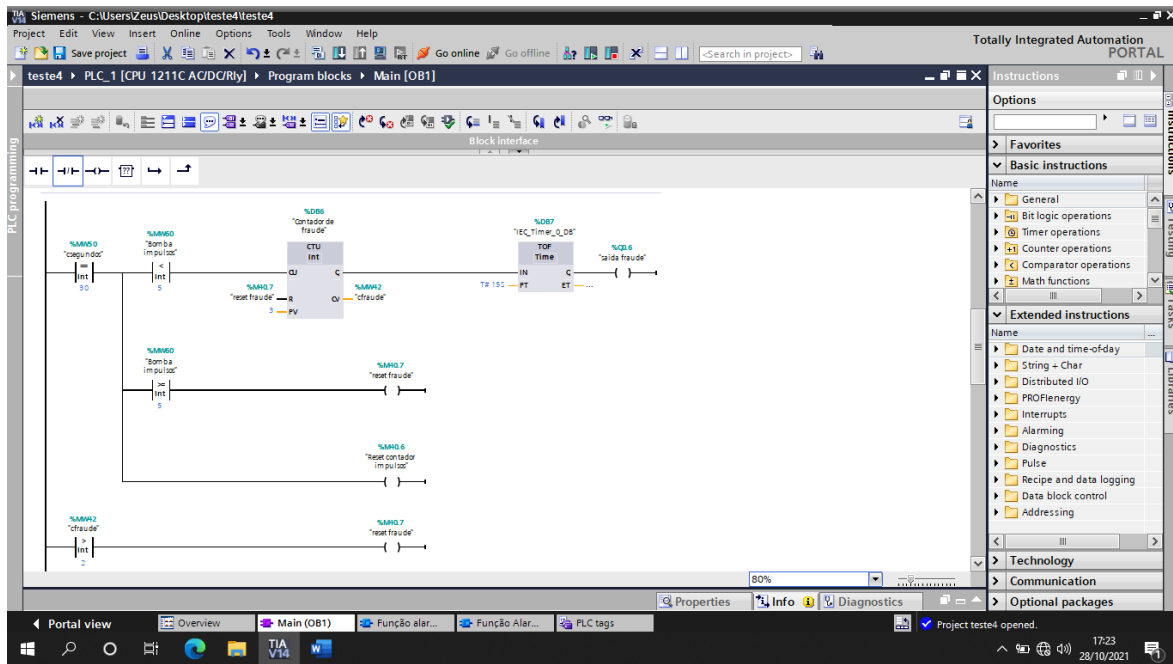 TIA V14 Siemens - C:\Users\Zeus\Desktop\teste4\teste4
Project Edit View Insert Online Options Tools Window Help
Totally Integrated Automation
PORTAL
Save project
Go online
Go offline
<Search in project>
teste4 ▸ PLC_1 [CPU 1211C AC/DC/Rly] ▸ Program blocks ▸ Main [OB1]
PLC programming
Block interface
%MW50
"csegundos"
==
Int
30
%MW60
"Bomba
impulsos"
<
Int
5
%DB6
"Contador de
fraude"
CTU
Int
CU Q
%M40.7
"reset fraude" R
CV
%MW42
"cfraude"
3 PV
%DB7
"IEC_Timer_0_DB"
TOF
Time
IN Q
T# 15S PT ET ...
%Q0.6
"saida fraude"
%MW60
"Bomba
impulsos"
>=
Int
5
%M40.7
"reset fraude"
%M40.6
"Reset contador
impulsos"
%MW42
"cfraude"
>
Int
2
%M40.7
"reset fraude"
80%
Properties Info Diagnostics
Instructions
Options
Favorites
Basic instructions
Name
General
Bit logic operations
Timer operations
Counter operations
Comparator operations
Math functions
Extended instructions
Name ...
Date and time-of-day
String + Char
Distributed I/O
PROFIenergy
Interrupts
Alarming
Diagnostics
Pulse
Recipe and data logging
Data block control
Addressing
Technology
Communication
Optional packages
Instructions
Testing
Tasks
Libraries
Portal view Overview Main (OB1) Função alar... Função Alar... PLC tags
Project teste4 opened.
TIA V14
17:23
28/10/2021